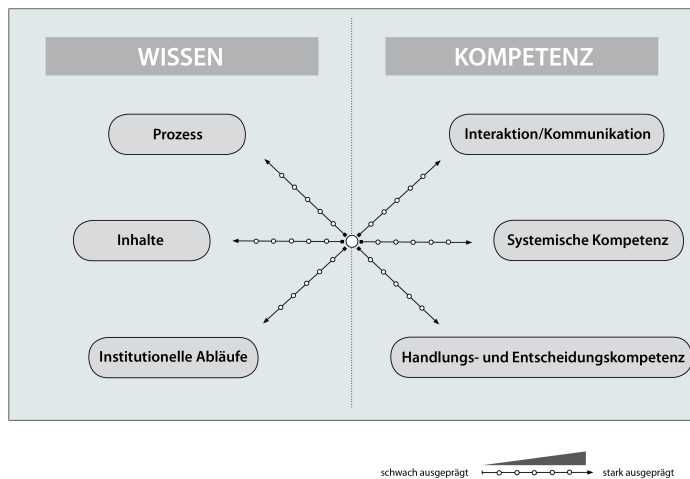 WISSEN
KOMPETENZ
Prozess
Interaktion/Kommunikation
Inhalte
Systemische Kompetenz
Institutionelle Abläufe
Handlungs- und Entscheidungskompetenz
schwach ausgeprägt
stark ausgeprägt